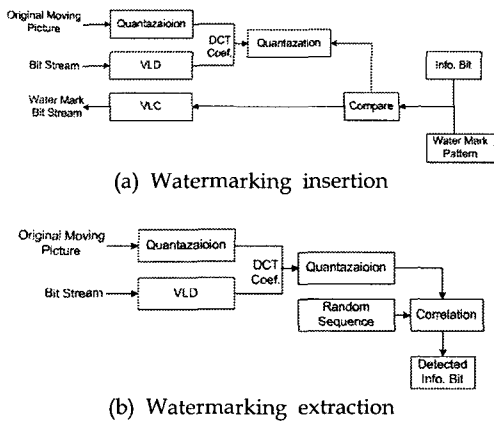 Original Moving
Picture
Quantazaioion
DCT
Coef.
Quantazation
Bit Stream
VLD
Info. Bit
Water Mark
Bit Stream
VLC
Compare
Water Mark
Pattern
(a) Watermarking insertion
Original Moving
Picture
Quantazaioion
DCT
Coef.
Quantazaioion
Bit Stream
VLD
Random
Sequence
Correlation
Detected
Info. Bit
(b) Watermarking extraction